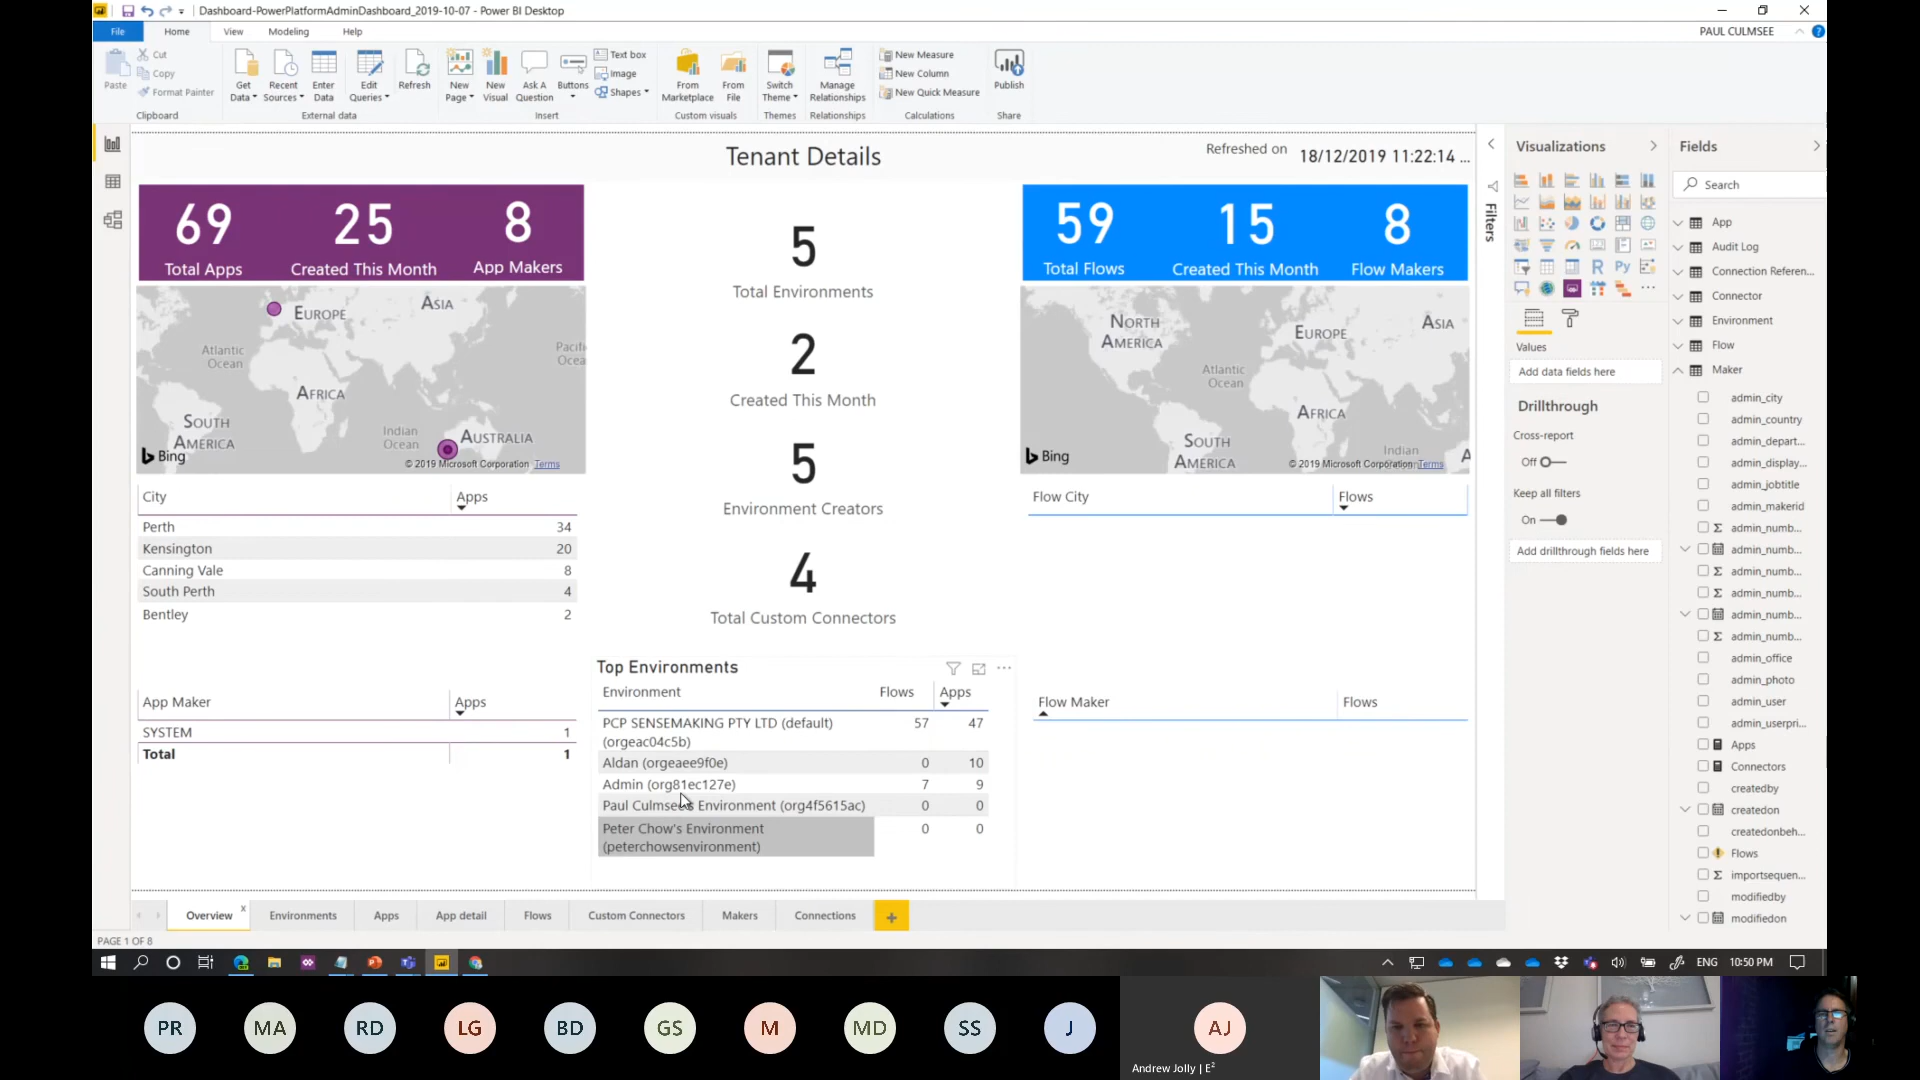 Dashboard-PowerPlatformAdminDashboard_2019-10-07 - Power BI Desktop
File Home View Modeling Help
PAUL CULMSEE
Paste
Cut
Copy
Format Painter
Get Data
Recent Sources
Enter Data
Edit Queries
Refresh
New Page
New Visual
Ask A Question
Buttons
Text box
Image
Shapes
From Marketplace
From File
Switch Theme
Manage Relationships
New Measure
New Column
New Quick Measure
Publish
Clipboard External data Insert Custom visuals Themes Relationships Calculations Share
Tenant Details
Refreshed on 18/12/2019 11:22:14 ...
69 25 8
Total Apps Created This Month App Makers
5
Total Environments
2
Created This Month
5
Environment Creators
4
Total Custom Connectors
59 15 8
Total Flows Created This Month Flow Makers
EUROPE
ASIA
Atlantic Ocean
Pacific Ocea
AFRICA
SOUTH AMERICA
Indian Ocean
AUSTRALIA
Bing
© 2019 Microsoft Corporation Terms
NORTH AMERICA
EUROPE
ASIA
Atlantic Ocean
AFRICA
SOUTH AMERICA
Indian
A
Bing
© 2019 Microsoft Corporation Terms
City Apps
Perth 34
Kensington 20
Canning Vale 8
South Perth 4
Bentley 2
Flow City Flows
App Maker Apps
SYSTEM 1
Total 1
Top Environments
Environment Flows Apps
PCP SENSEMAKING PTY LTD (default) 57 47
(orgeac04c5b)
Aldan (orgeaee9f0e) 0 10
Admin (org81ec127e) 7 9
Paul Culmsee's Environment (org4f5615ac) 0 0
Peter Chow's Environment 0 0
(peterchowsenvironment)
Flow Maker Flows
Filters
Visualizations
R Py
Values
Add data fields here
Drillthrough
Cross-report
Off
Keep all filters
On
Add drillthrough fields here
Fields
Search
App
Audit Log
Connection Referen...
Connector
Environment
Flow
Maker
admin_city
admin_country
admin_depart...
admin_display...
admin_jobtitle
admin_makerid
admin_numb...
admin_numb...
admin_numb...
admin_numb...
admin_numb...
admin_numb...
admin_office
admin_photo
admin_user
admin_userpri...
Apps
Connectors
createdby
createdon
createdonbeh...
Flows
importsequen...
modifiedby
modifiedon
Overview x Environments Apps App detail Flows Custom Connectors Makers Connections +
PAGE 1 OF 8
ENG 10:50 PM
PR MA RD LG BD GS M MD SS J AJ
Andrew Jolly | E²